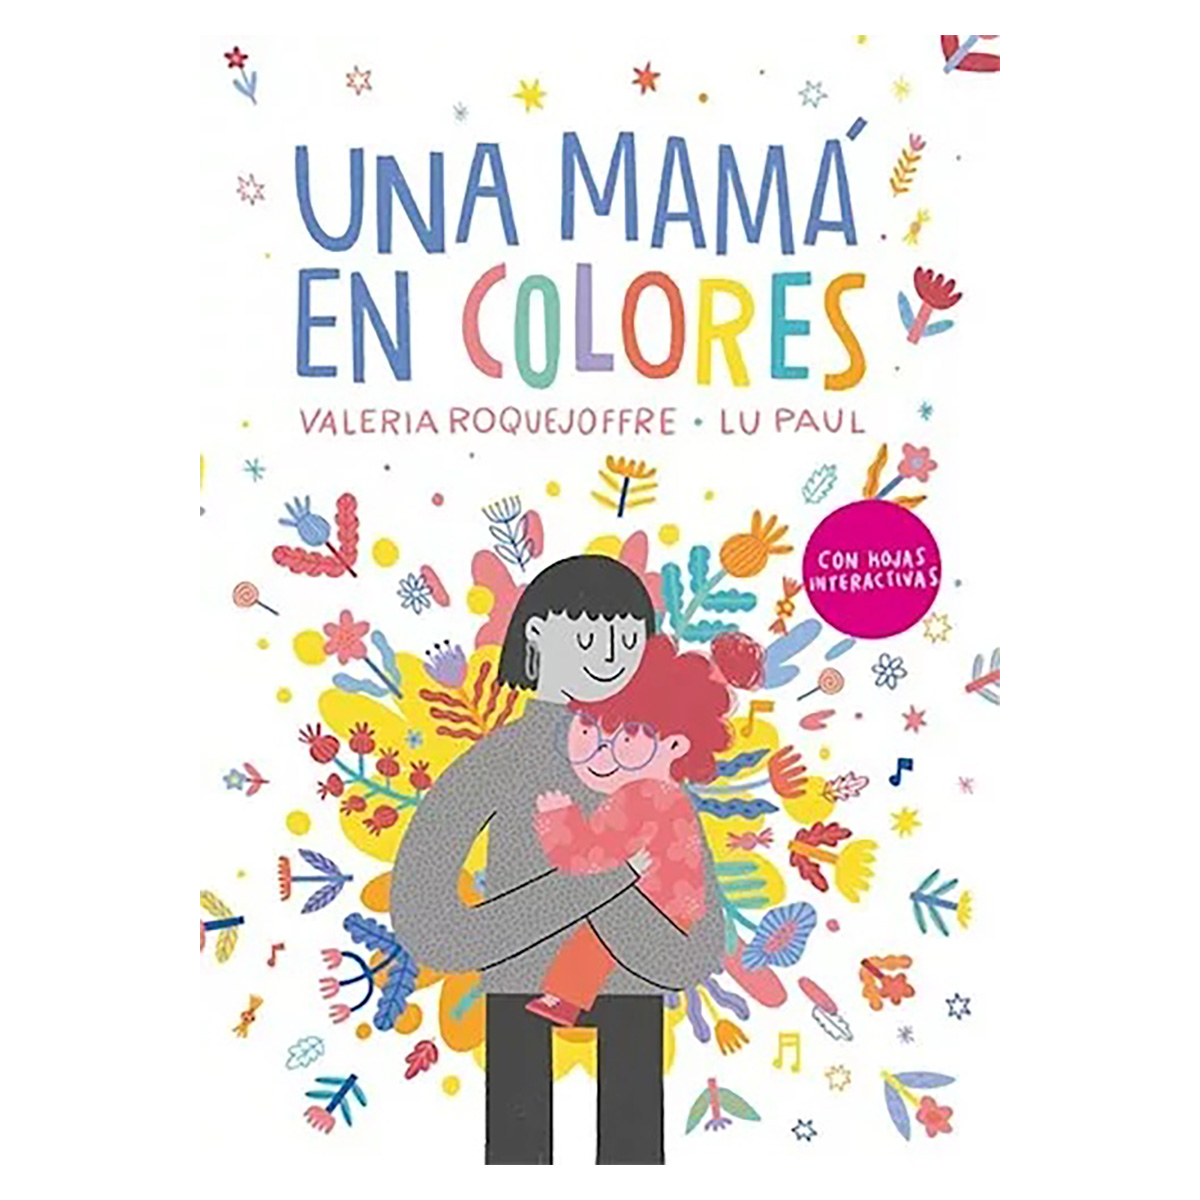 UNA MAMÁ
EN COLORES
VALERIA ROQUEJOFFRE • LU PAUL
CON HOJAS
INTERACTIVAS